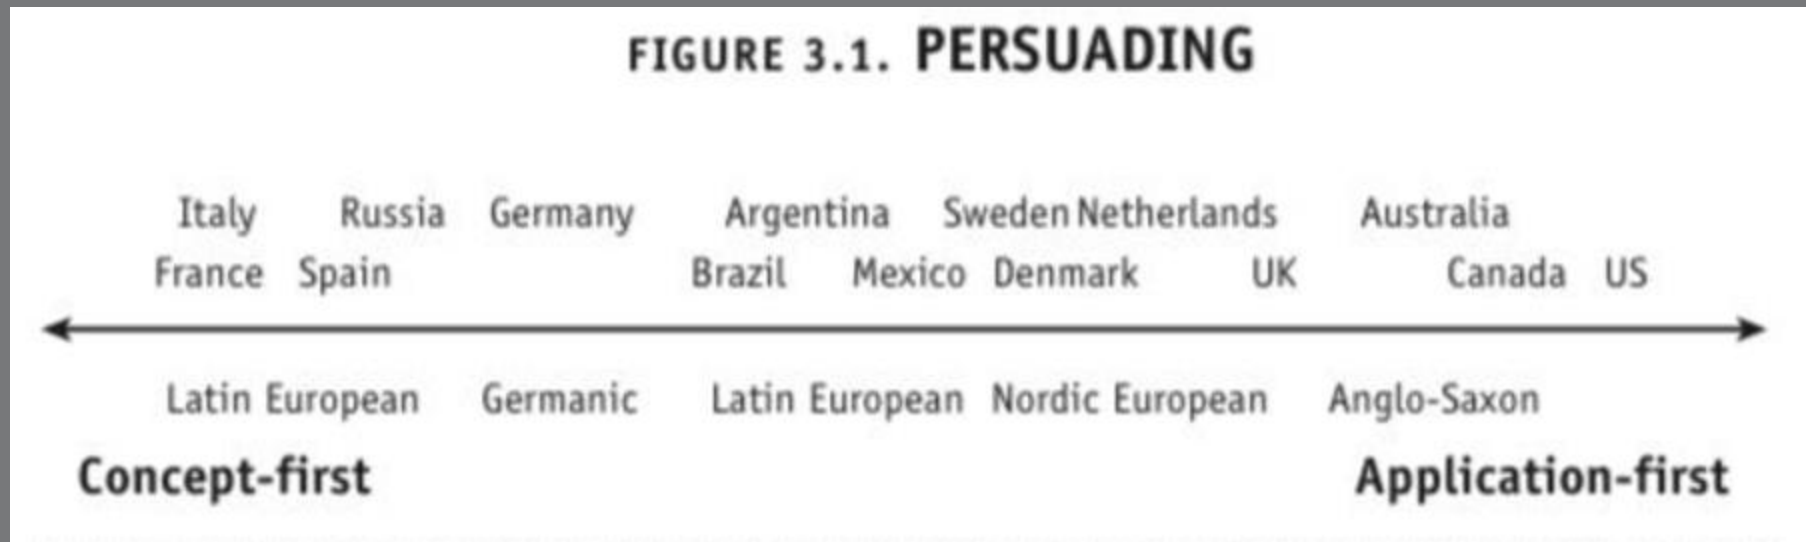 FIGURE 3.1. PERSUADING
Italy Russia Germany Argentina Sweden Netherlands Australia
France Spain Brazil Mexico Denmark UK Canada US
Latin European Germanic Latin European Nordic European Anglo-Saxon
Concept-first Application-first